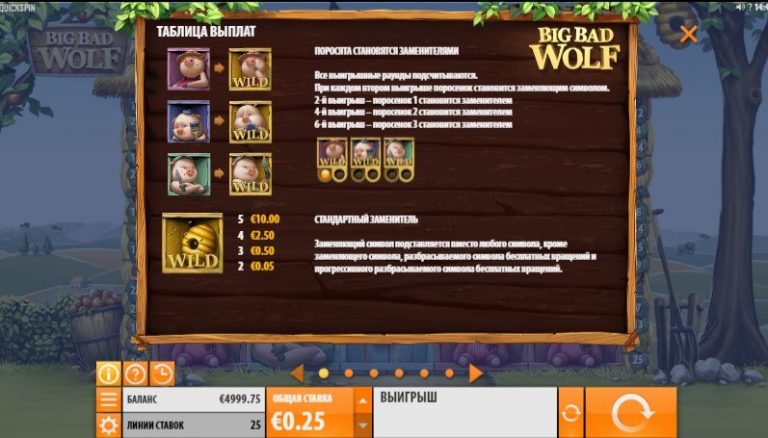 QUICKSPIN
BIG BAD
WOLF
ТАБЛИЦА ВЫПЛАТ
BIG BAD
WOLF
ПОРОСЯТА СТАНОВЯТСЯ ЗАМЕНИТЕЛЯМИ
Все выигрышные раунды подсчитываются.
При каждом втором выигрыше поросенок становится заменяющим символом.
2-й выигрыш – поросенок 1 становится заменителем
4-й выигрыш – поросенок 2 становится заменителем
6-й выигрыш – поросенок 3 становится заменителем
WILD
WILD
WILD
WILD
5 €10.00
4 €2.50
3 €0.50
2 €0.05
СТАНДАРТНЫЙ ЗАМЕНИТЕЛЬ
Заменяющий символ подставляется вместо любого символа, кроме
заменяющего символа, разбрасываемого символа бесплатных вращений и
прогрессивного разбрасываемого символа бесплатных вращений.
25
БАЛАНС €4999.75
ЛИНИИ СТАВОК 25
ОБЩАЯ СТАВКА
€0.25
ВЫИГРЫШ